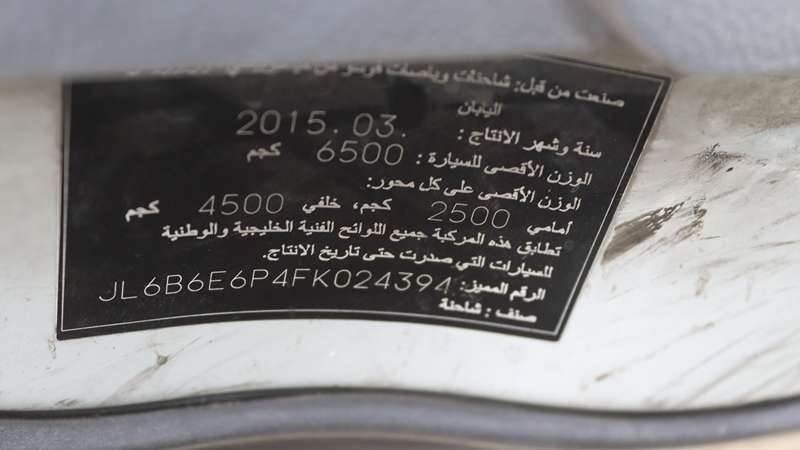 صنعت من قبل: شاحنات وباصات فوسو
اليابان
سنة وشهر الانتاج : 2015. 03.
الوزن الأقصى للسيارة : 6500 كجم
الوزن الأقصى على كل محور:
أمامي 2500 كجم، خلفي 4500 كجم
تطابق هذه المركبة جميع اللوائح الفنية الخليجية والوطنية
للسيارات التي صدرت حتى تاريخ الانتاج.
الرقم المميز: JL6B6E6P4FK024394
صنف : شاحنة